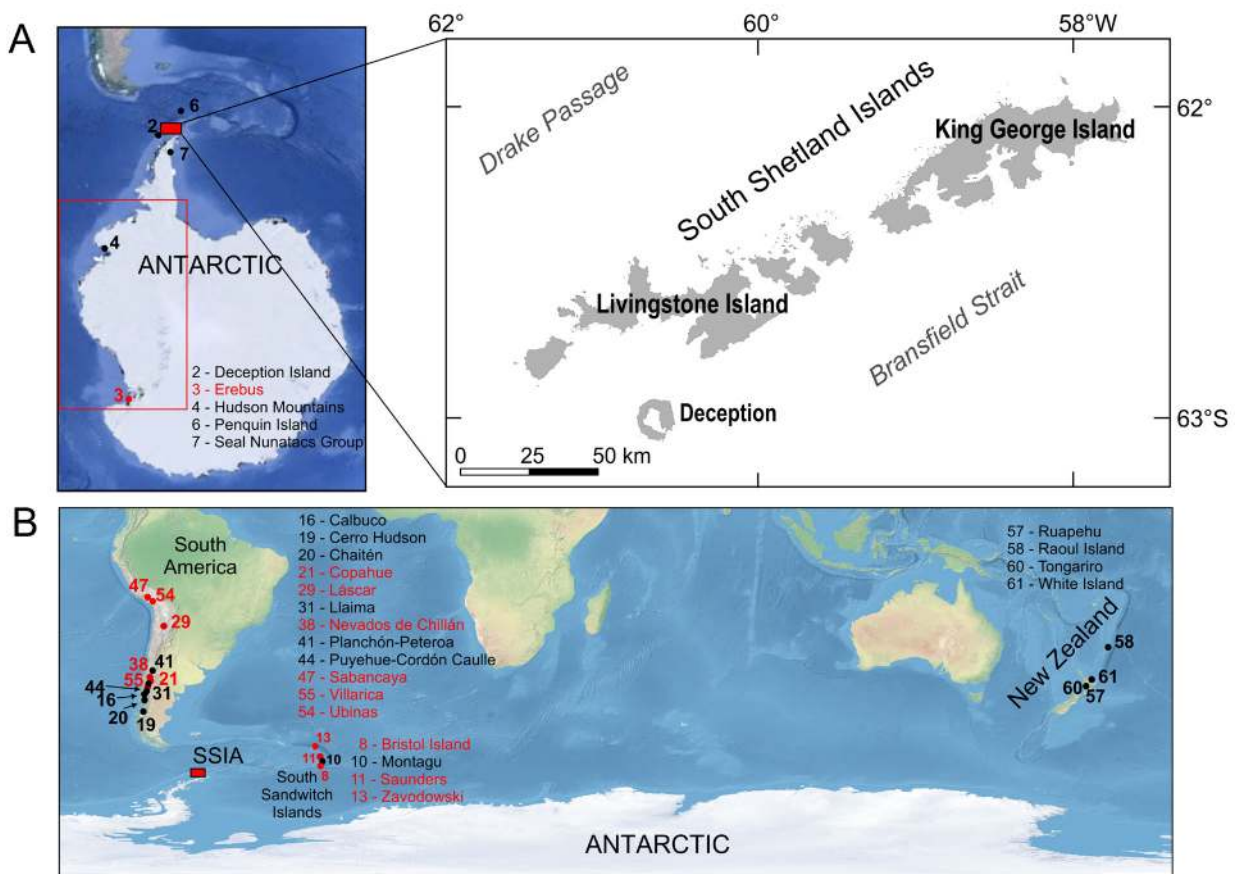 A
62°
60°
58°W
6
2
7
4
ANTARCTIC
3
2 - Deception Island
3 - Erebus
4 - Hudson Mountains
6 - Penquin Island
7 - Seal Nunatacs Group
Drake Passage
South Shetland Islands
King George Island
62°
Livingstone Island
Bransfield Strait
Deception
63°S
0 25 50 km
B
South
America
47
54
29
38
41
55
21
44
31
16
20
19
16 - Calbuco
19 - Cerro Hudson
20 - Chaitén
21 - Copahue
29 - Láscar
31 - Llaima
38 - Nevados de Chillán
41 - Planchón-Peteroa
44 - Puyehue-Cordón Caulle
47 - Sabancaya
55 - Villarica
54 - Ubinas
SSIA
13
11
10
8
South
Sandwitch
Islands
8 - Bristol Island
10 - Montagu
11 - Saunders
13 - Zavodowski
57 - Ruapehu
58 - Raoul Island
60 - Tongariro
61 - White Island
New Zealand
58
61
60
57
ANTARCTIC